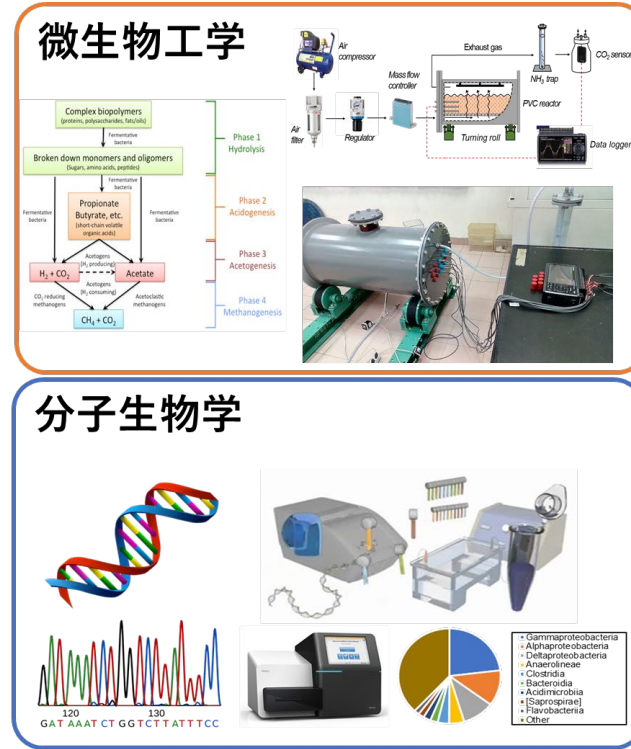 微生物工学
Complex biopolymers
(proteins, polysaccharides, fats/oils)
Fermentative
bacteria
Broken down monomers and oligomers
(Sugars, amino acids, peptides)
Fermentative
bacteria
Fermentative
bacteria
Propionate
Butyrate, etc.
(short-chain volatile
organic acids)
Fermentative
bacteria
Acetogens
(H₂ producing)
H₂ + CO₂
Acetate
Acetogens
(H₂ consuming)
CO₂ reducing
methanogens
Acetoclastic
methanogens
CH₄ + CO₂
Phase 1
Hydrolysis
Phase 2
Acidogenesis
Phase 3
Acetogenesis
Phase 4
Methanogenesis
Air
compressor
Exhaust gas
CO₂ sensor
NH₃ trap
Mass flow
controller
PVC reactor
Air
filter
Regulator
Turning roll
Data logger
分子生物学
120 130
GATAAATCTGGTCTTATTTCC
Gammaproteobacteria
Alphaproteobacteria
Deltaproteobacteria
Anaerolineae
Clostridia
Bacteroidia
Acidimicrobiia
[Saprospirae]
Flavobacteriia
Other